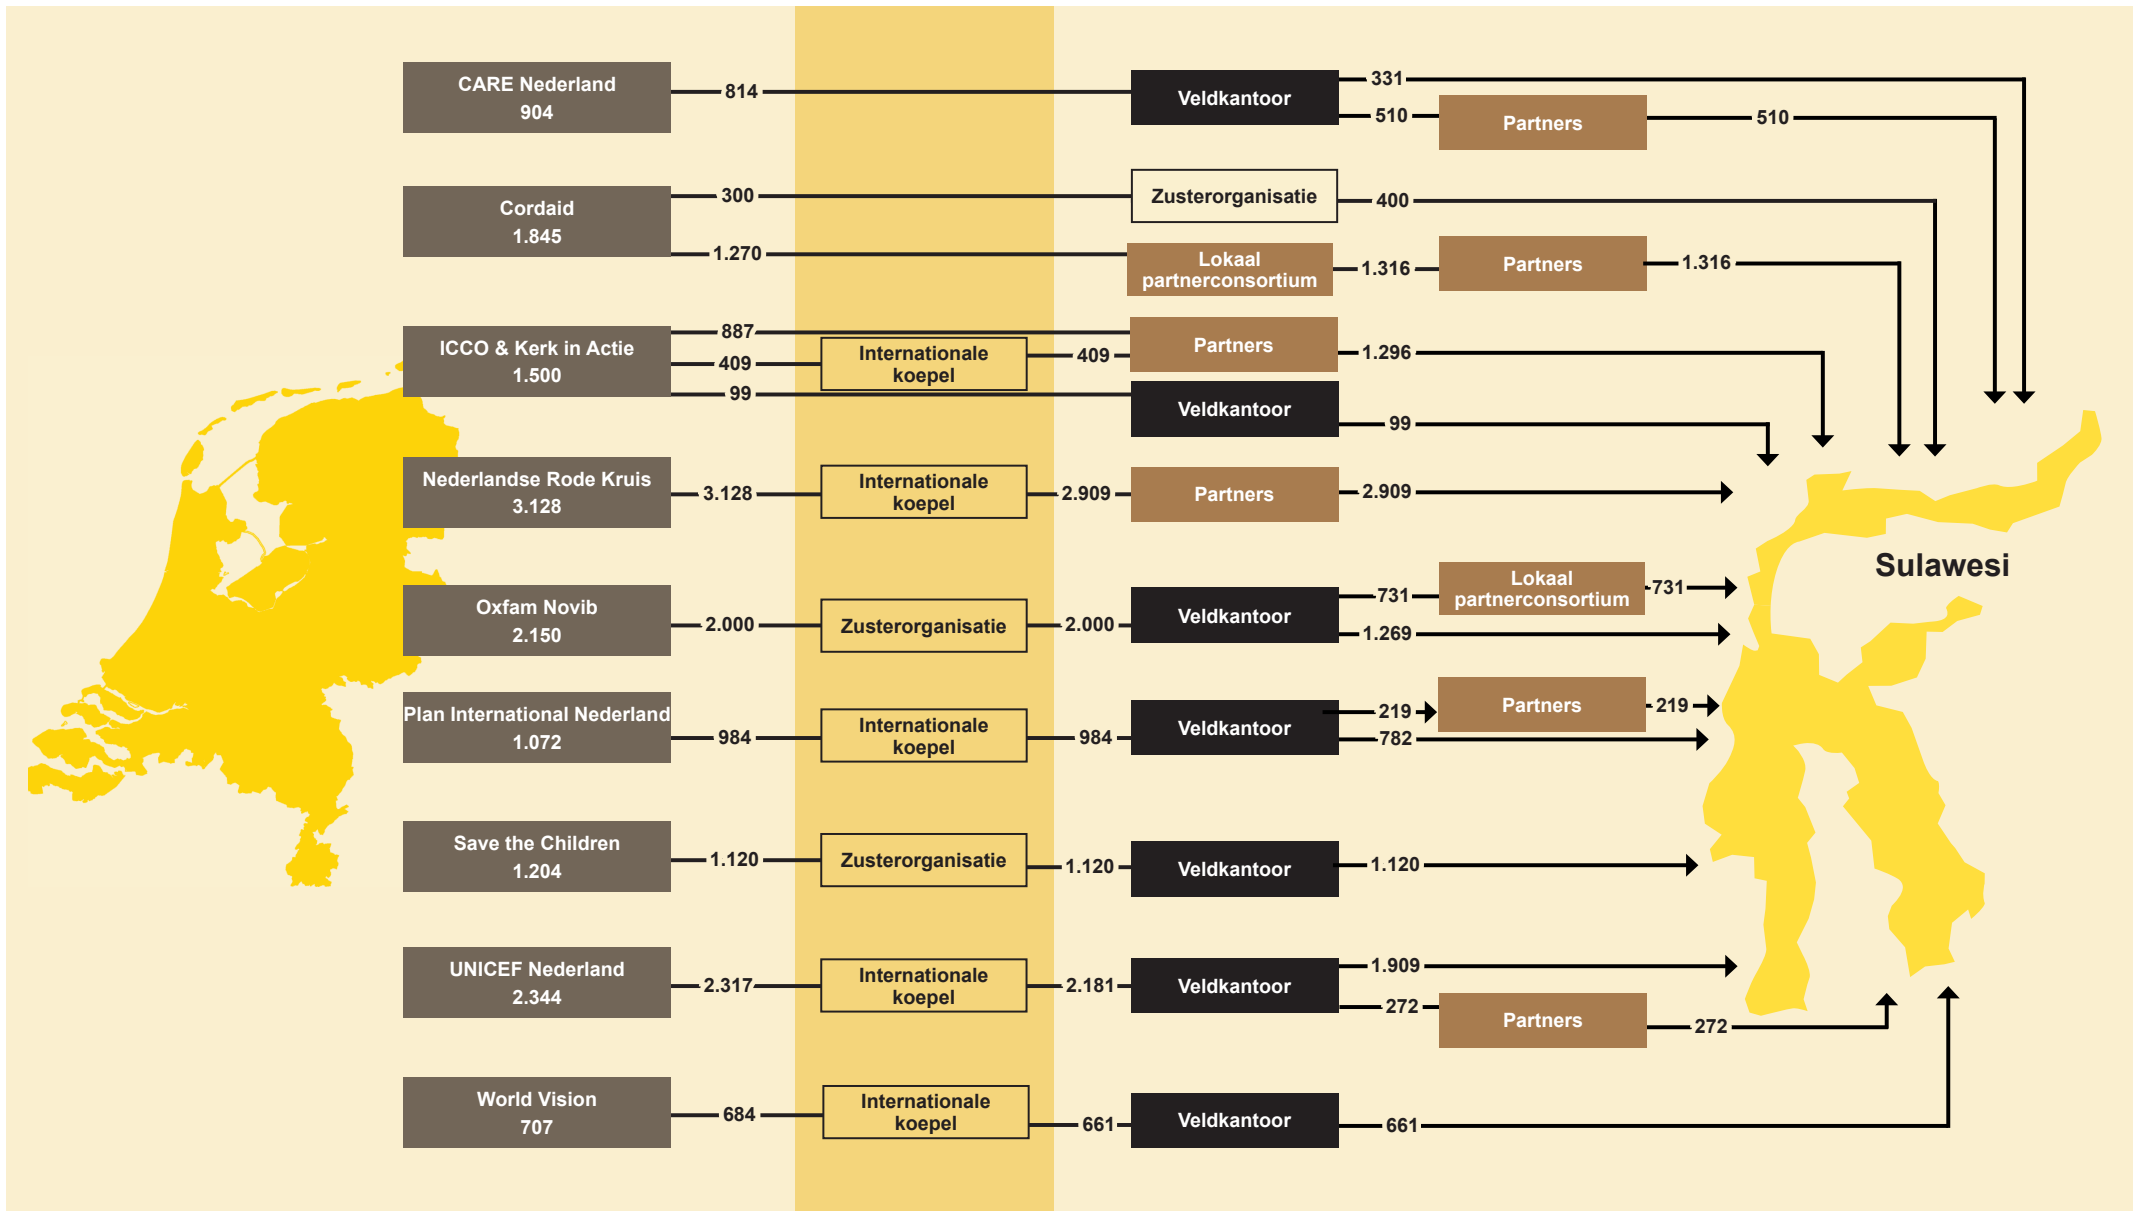 CARE Nederland
904
814
Veldkantoor
331
510
Partners
510
Cordaid
1.845
300
Zusterorganisatie
400
1.270
Lokaal
partnerconsortium
1.316
Partners
1.316
ICCO & Kerk in Actie
1.500
887
409
99
Internationale
koepel
409
Partners
1.296
Veldkantoor
99
Nederlandse Rode Kruis
3.128
3.128
Internationale
koepel
2.909
Partners
2.909
Sulawesi
Oxfam Novib
2.150
2.000
Zusterorganisatie
2.000
Veldkantoor
731
Lokaal
partnerconsortium
731
1.269
Plan International Nederland
1.072
984
Internationale
koepel
984
Veldkantoor
219
Partners
219
782
Save the Children
1.204
1.120
Zusterorganisatie
1.120
Veldkantoor
1.120
UNICEF Nederland
2.344
2.317
Internationale
koepel
2.181
Veldkantoor
1.909
272
Partners
272
World Vision
707
684
Internationale
koepel
661
Veldkantoor
661